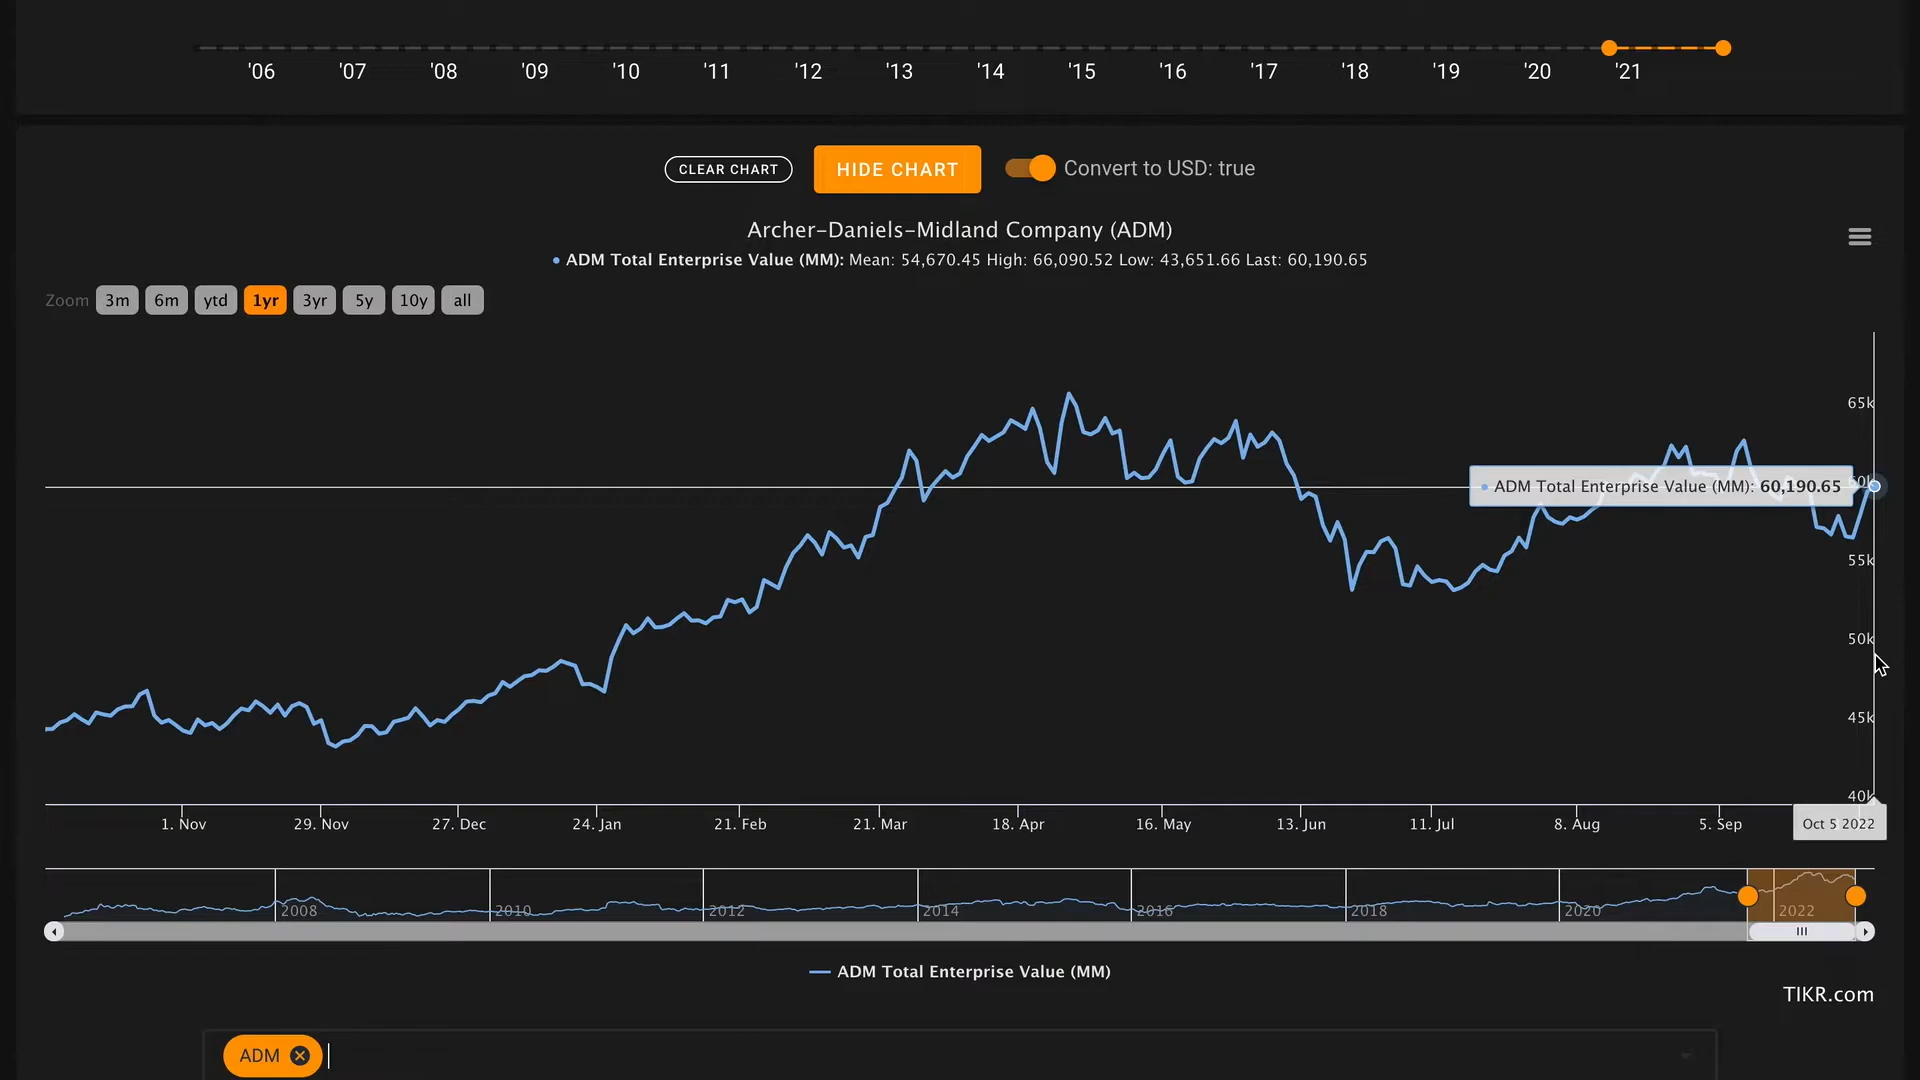 '06 '07 '08 '09 '10 '11 '12 '13 '14 '15 '16 '17 '18 '19 '20 '21
CLEAR CHART HIDE CHART Convert to USD: true
Archer-Daniels-Midland Company (ADM)
ADM Total Enterprise Value (MM): Mean: 54,670.45 High: 66,090.52 Low: 43,651.66 Last: 60,190.65
Zoom 3m 6m ytd 1yr 3yr 5y 10y all
65k
ADM Total Enterprise Value (MM): 60,190.65
60k
55k
50k
45k
40k
1. Nov 29. Nov 27. Dec 24. Jan 21. Feb 21. Mar 18. Apr 16. May 13. Jun 11. Jul 8. Aug 5. Sep Oct 5 2022
2008 2010 2012 2014 2016 2018 2020 2022
ADM Total Enterprise Value (MM)
TIKR.com
ADM